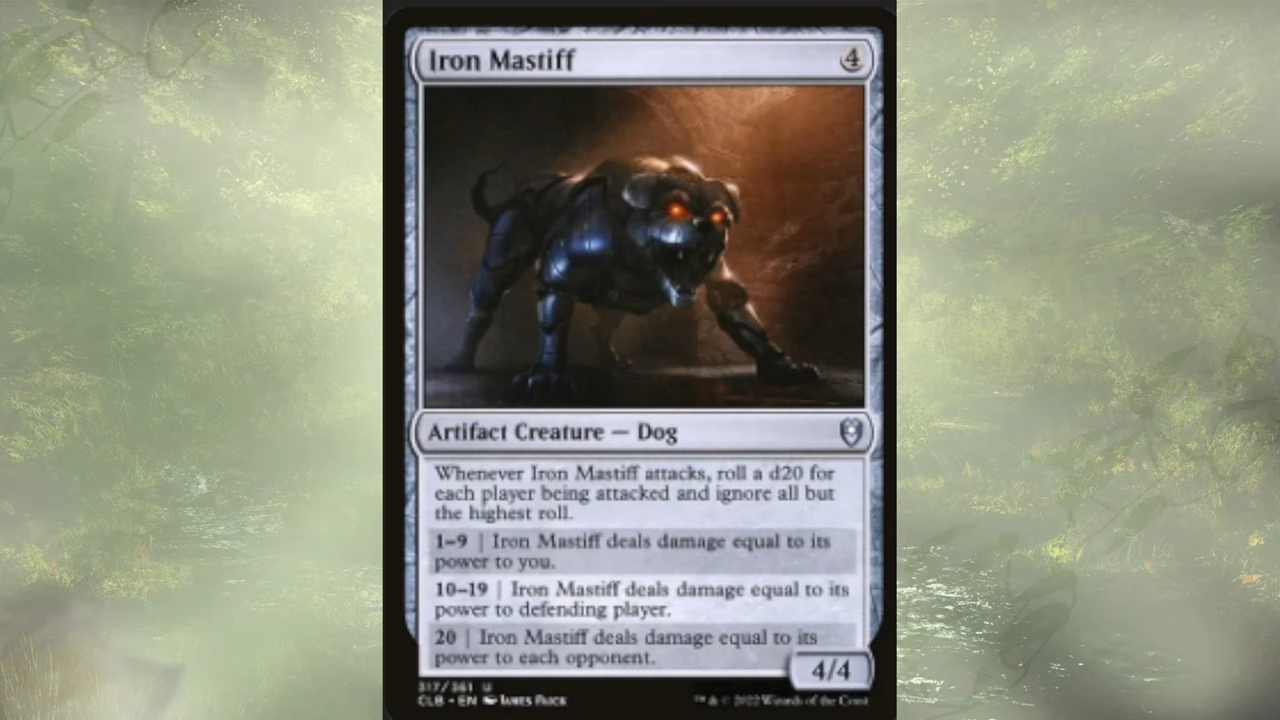 Iron Mastiff 4
Artifact Creature — Dog
Whenever Iron Mastiff attacks, roll a d20 for
each player being attacked and ignore all but
the highest roll.
1–9 | Iron Mastiff deals damage equal to its
power to you.
10–19 | Iron Mastiff deals damage equal to its
power to defending player.
20 | Iron Mastiff deals damage equal to its
power to each opponent.
4/4
317/361 U
CLB • EN ™ & © 2022 Wizards of the Coast